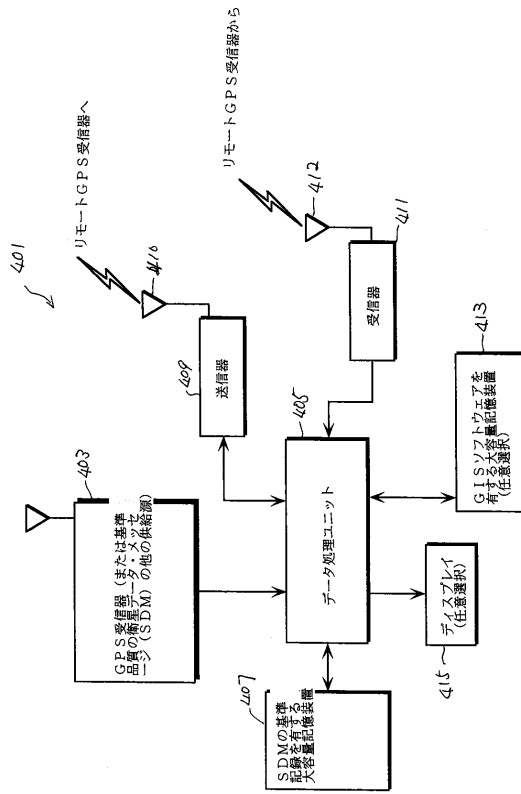 401
リモートGPS受信器へ
リモートGPS受信器から
410
412
403
GPS受信器（または基準
品質の衛星データ・メッセ
ージ（SDM）の他の供給源）
409
送信器
411
受信器
405
データ処理ユニット
407
SDMの基準
記録を有する
大容量記憶装置
415
ディスプレイ
(任意選択)
413
GISソフトウェアを
有する大容量記憶装置
(任意選択)